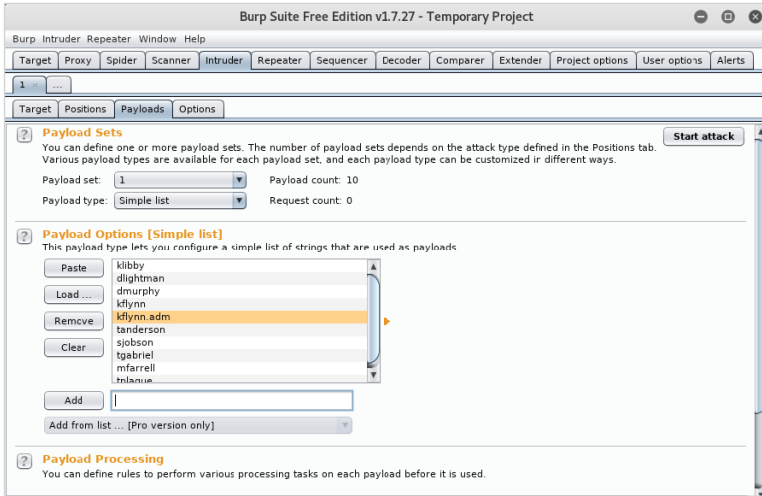 Burp Suite Free Edition v1.7.27 - Temporary Project
Burp Intruder Repeater Window Help
Target Proxy Spider Scanner Intruder Repeater Sequencer Decoder Comparer Extender Project options User options Alerts
1 × ...
Target Positions Payloads Options
? Payload Sets
Start attack
You can define one or more payload sets. The number of payload sets depends on the attack type defined in the Positions tab.
Various payload types are available for each payload set, and each payload type can be customized in different ways.
Payload set: 1 Payload count: 10
Payload type: Simple list Request count: 0
? Payload Options [Simple list]
This payload type lets you configure a simple list of strings that are used as payloads
Paste
Load ...
Remove
Clear
klibby
dlightman
dmurphy
kflynn
kflynn.adm
tanderson
sjobson
tgabriel
mfarrell
tplague
Add
Add from list ... [Pro version only]
? Payload Processing
You can define rules to perform various processing tasks on each payload before it is used.